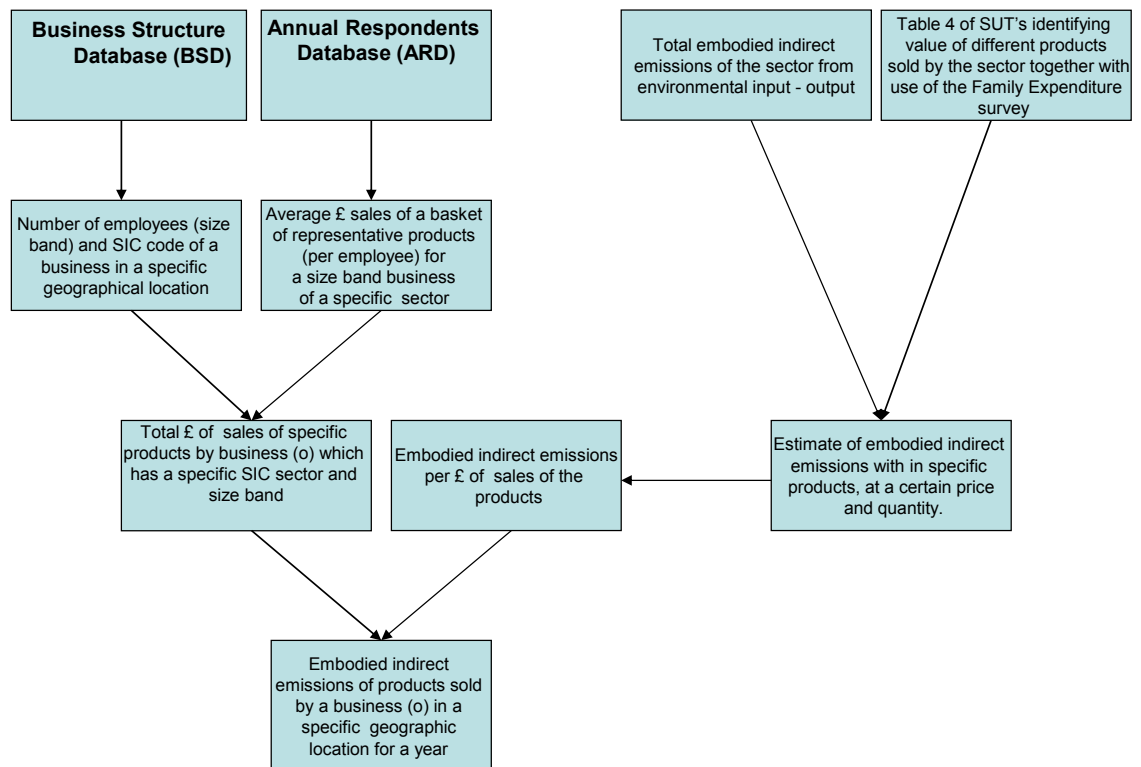 Business Structure
Database (BSD)
Annual Respondents
Database (ARD)
Total embodied indirect
emissions of the sector from
environmental input - output
Table 4 of SUT's identifying
value of different products
sold by the sector together with
use of the Family Expenditure
survey
Number of employees (size
band) and SIC code of a
business in a specific
geographical location
Average £ sales of a basket
of representative products
(per employee) for
a size band business
of a specific sector
Total £ of sales of specific
products by business (o) which
has a specific SIC sector and
size band
Embodied indirect emissions
per £ of sales of the
products
Estimate of embodied indirect
emissions with in specific
products, at a certain price
and quantity.
Embodied indirect
emissions of products sold
by a business (o) in a
specific geographic
location for a year